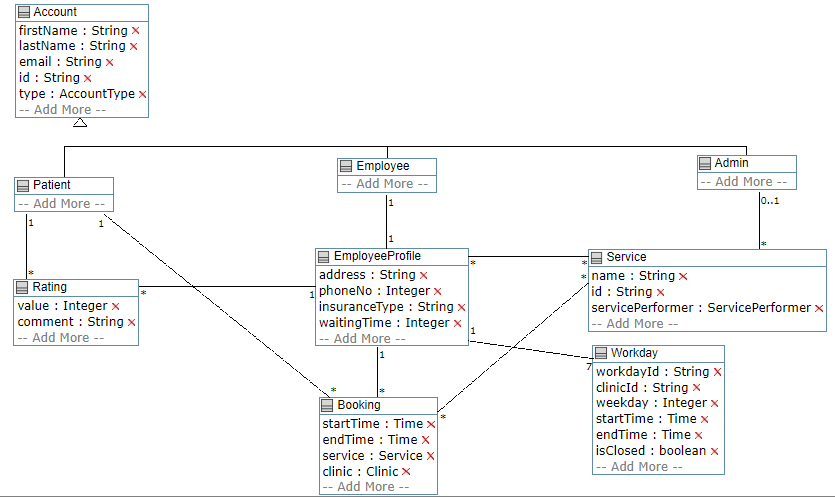 Account
firstName : String
lastName : String
email : String
id : String
type : AccountType
-- Add More --
Patient
-- Add More --
Employee
-- Add More --
Admin
-- Add More --
1
1
1
0..1
1
*
*
*
*
*
1
EmployeeProfile
address : String
phoneNo : Integer
insuranceType : String
waitingTime : Integer
-- Add More --
Service
name : String
id : String
servicePerformer : ServicePerformer
-- Add More --
Rating
value : Integer
comment : String
-- Add More --
1
1
7
*
*
*
Workday
workdayId : String
clinicId : String
weekday : Integer
startTime : Time
endTime : Time
isClosed : boolean
-- Add More --
Booking
startTime : Time
endTime : Time
service : Service
clinic : Clinic
-- Add More --